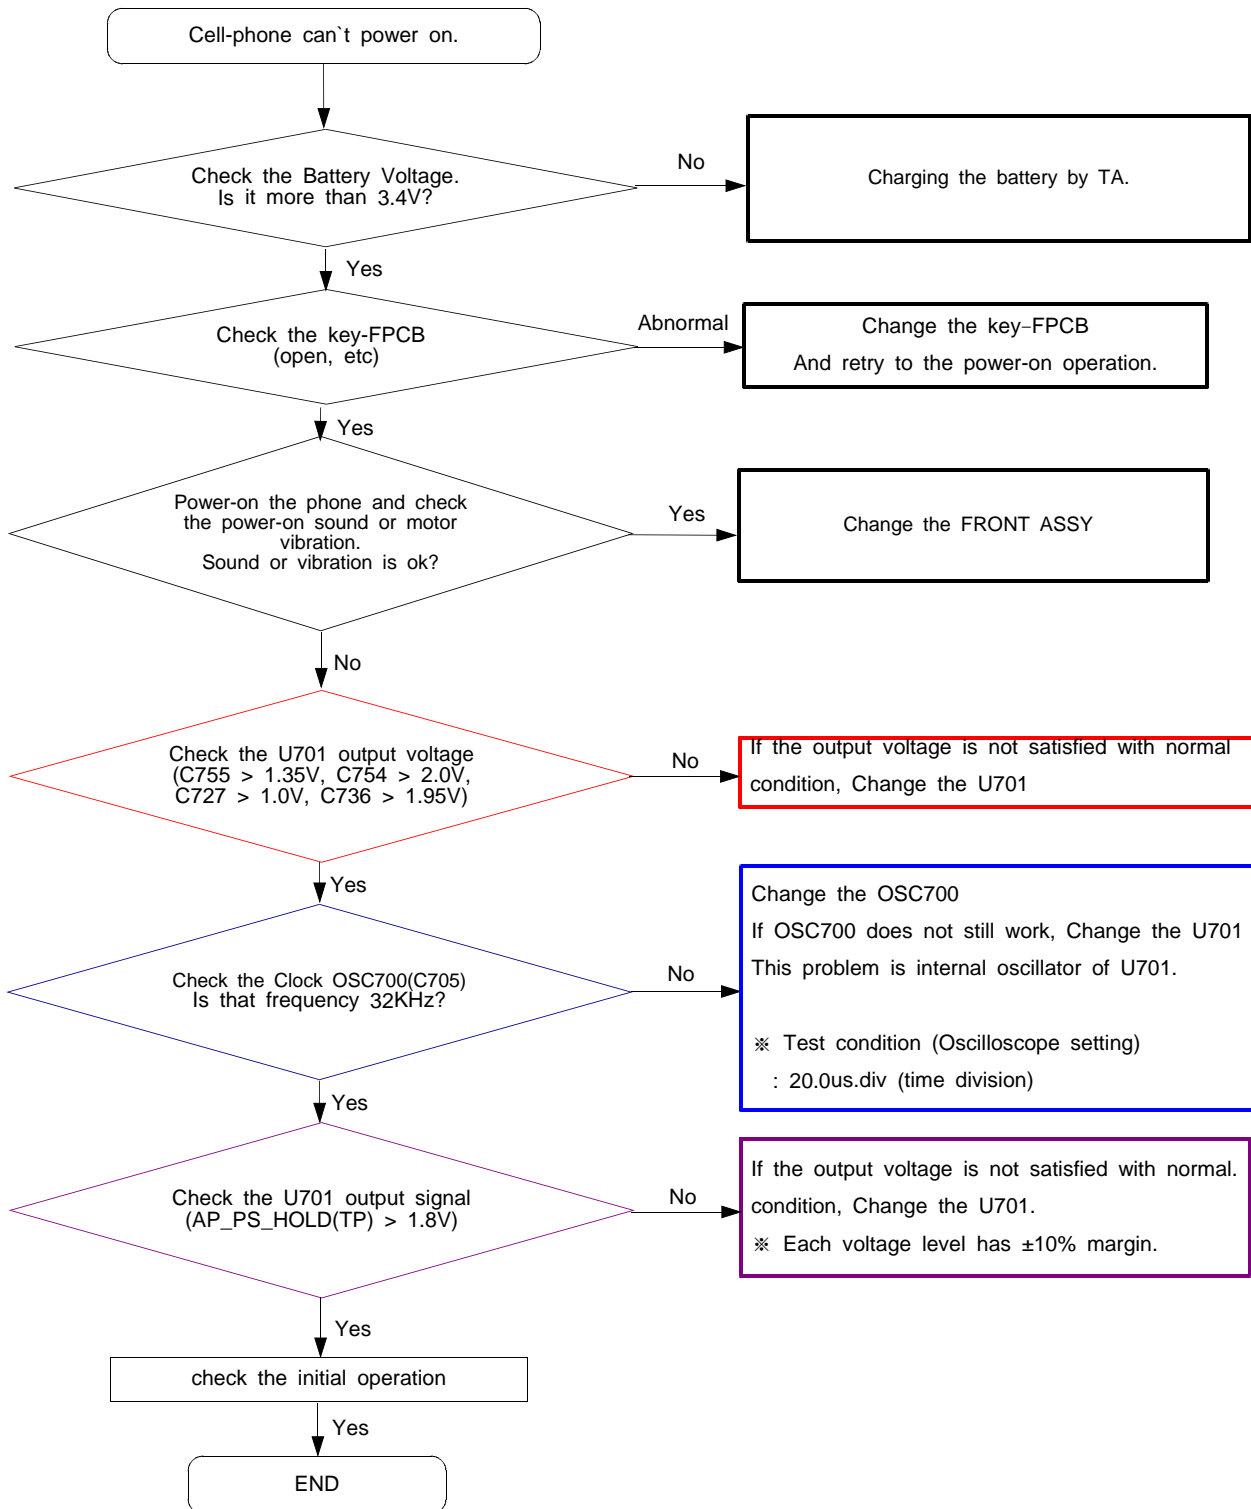 Cell-phone can`t power on.
Check the Battery Voltage.
Is it more than 3.4V?
No
Charging the battery by TA.
Yes
Check the key-FPCB
(open, etc)
Abnormal
Change the key-FPCB
And retry to the power-on operation.
Yes
Power-on the phone and check
the power-on sound or motor
vibration.
Sound or vibration is ok?
Yes
Change the FRONT ASSY
No
Check the U701 output voltage
(C755 > 1.35V, C754 > 2.0V,
C727 > 1.0V, C736 > 1.95V)
No
If the output voltage is not satisfied with normal
condition, Change the U701
Yes
Check the Clock OSC700(C705)
Is that frequency 32KHz?
No
Change the OSC700
If OSC700 does not still work, Change the U701
This problem is internal oscillator of U701.
※ Test condition (Oscilloscope setting)
: 20.0us.div (time division)
Yes
Check the U701 output signal
(AP_PS_HOLD(TP) > 1.8V)
No
If the output voltage is not satisfied with normal.
condition, Change the U701.
※ Each voltage level has ±10% margin.
Yes
check the initial operation
Yes
END